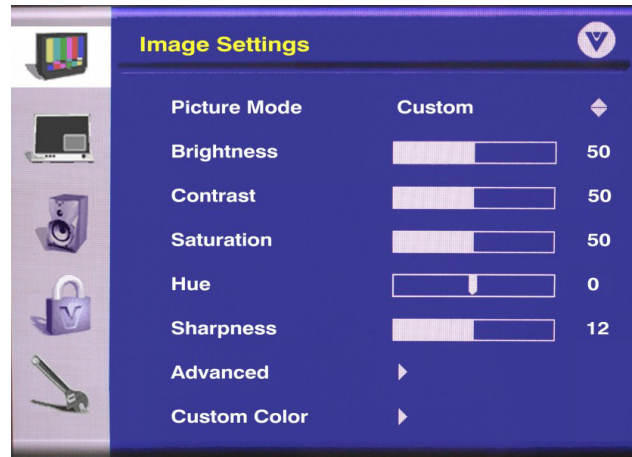 Image Settings
Picture Mode Custom
Brightness 50
Contrast 50
Saturation 50
Hue 0
Sharpness 12
Advanced
Custom Color